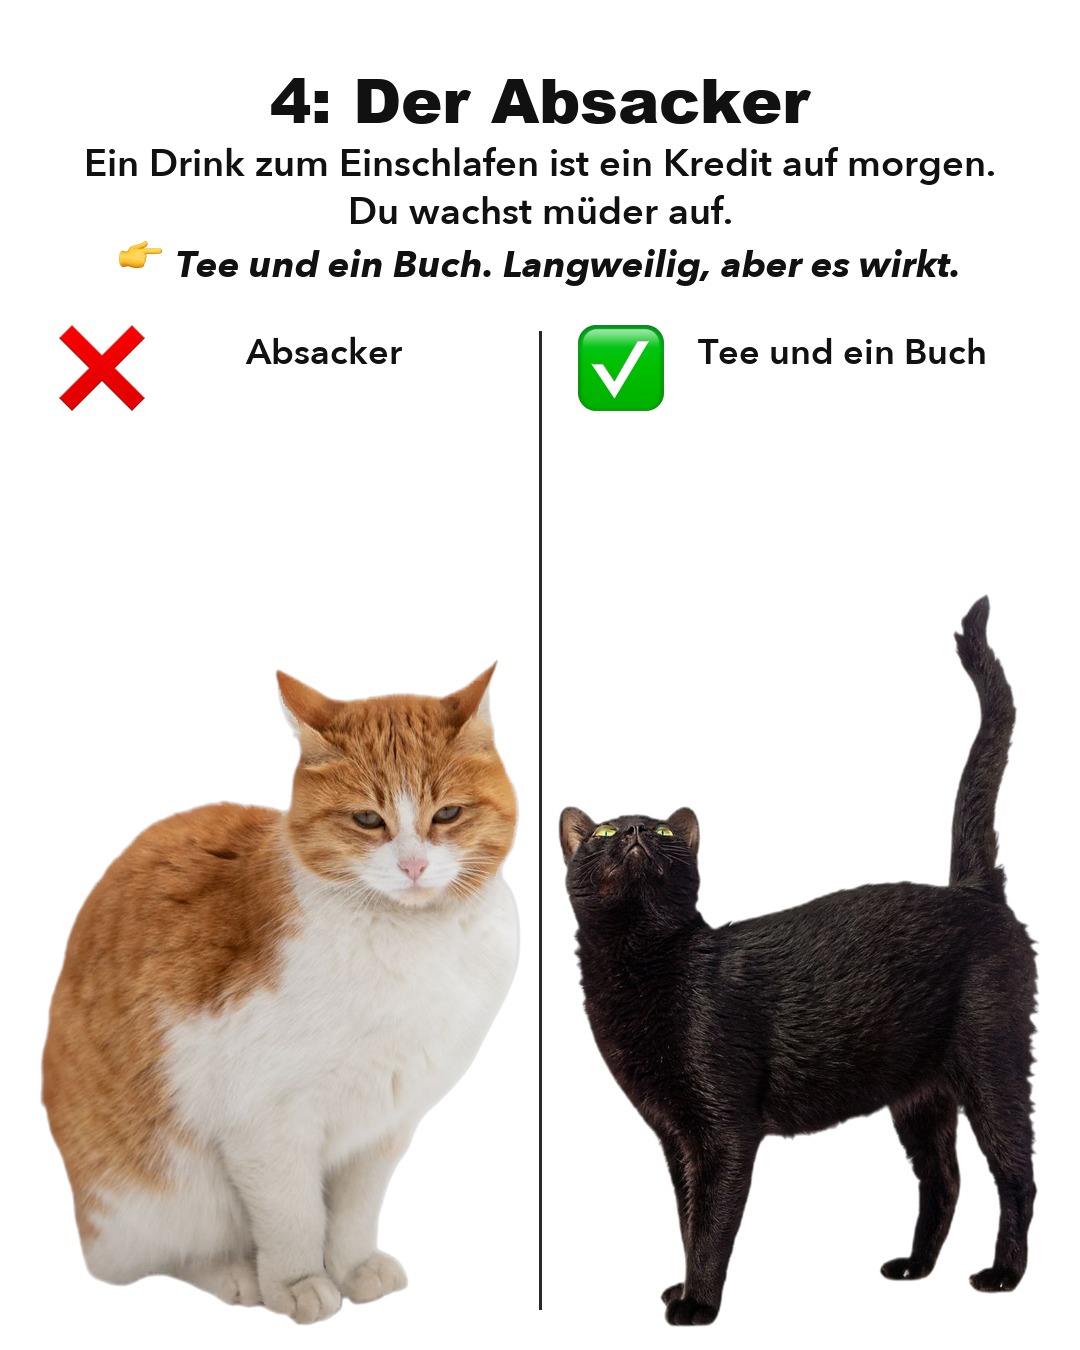 4: Der Absacker
Ein Drink zum Einschlafen ist ein Kredit auf morgen.
Du wachst müder auf.
👉 Tee und ein Buch. Langweilig, aber es wirkt.
❌ Absacker
✅ Tee und ein Buch